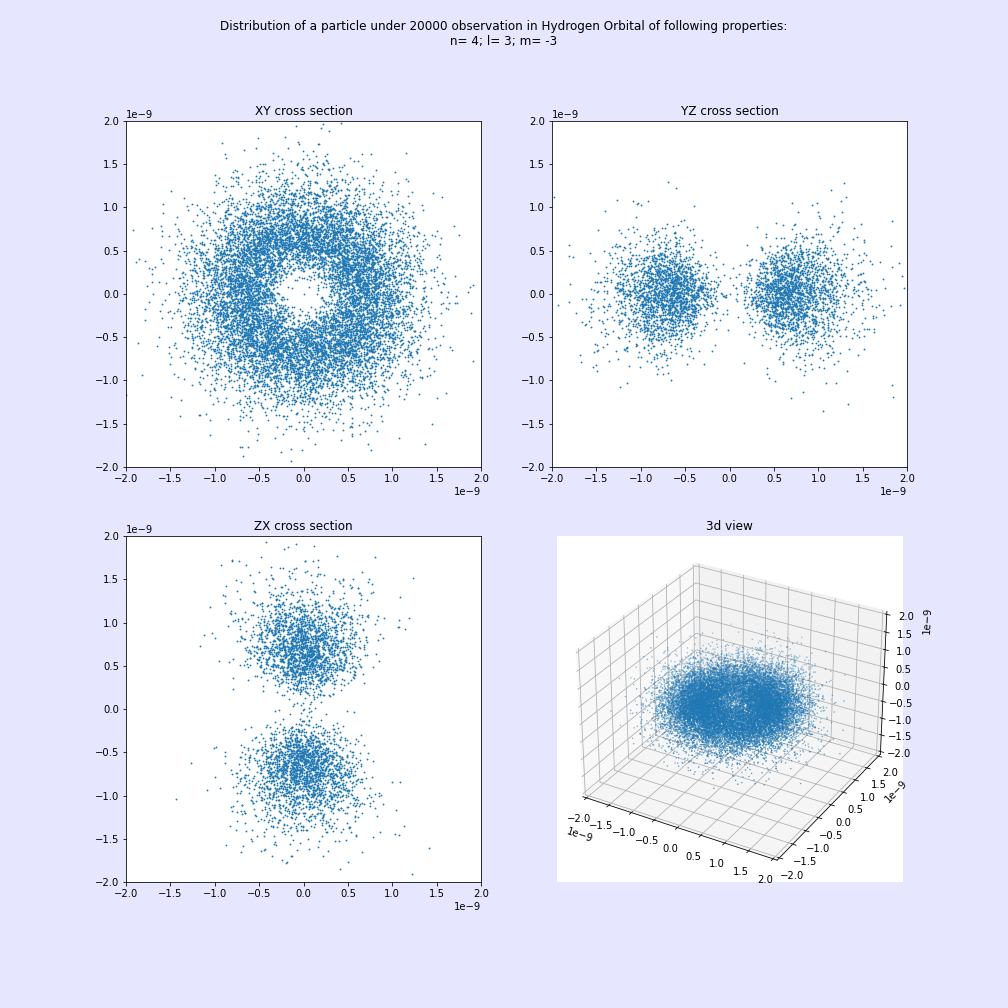 Distribution of a particle under 20000 observation in Hydrogen Orbital of following properties:
n= 4; l= 3; m= -3
XY cross section
1e−9
2.0
1.5
1.0
0.5
0.0
−0.5
−1.0
−1.5
−2.0
−2.0 −1.5 −1.0 −0.5 0.0 0.5 1.0 1.5 2.0
1e−9
YZ cross section
1e−9
2.0
1.5
1.0
0.5
0.0
−0.5
−1.0
−1.5
−2.0
−2.0 −1.5 −1.0 −0.5 0.0 0.5 1.0 1.5 2.0
1e−9
ZX cross section
1e−9
2.0
1.5
1.0
0.5
0.0
−0.5
−1.0
−1.5
−2.0
−2.0 −1.5 −1.0 −0.5 0.0 0.5 1.0 1.5 2.0
1e−9
3d view
1e−9
2.0
1.5
1.0
0.5
0.0
−0.5
−1.0
−1.5
−2.0
2.0
1.5
1e−9
1.0
0.5
0.0
−0.5
−1.0
−1.5
−2.0
−2.0 −1.5 −1.0 −0.5 0.0 0.5 1.0 1.5 2.0
1e−9